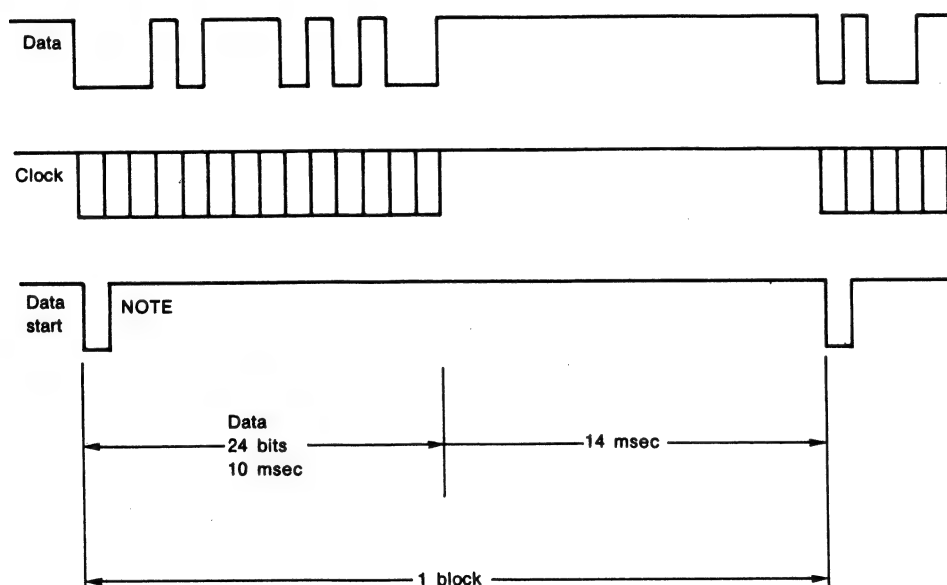 Data
Clock
Data
start
NOTE
Data
24 bits
10 msec
14 msec
1 block